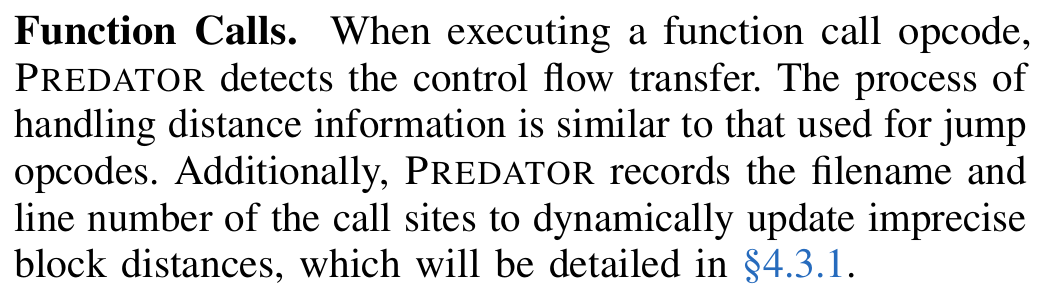 Function Calls. When executing a function call opcode,
PREDATOR detects the control flow transfer. The process of
handling distance information is similar to that used for jump
opcodes. Additionally, PREDATOR records the filename and
line number of the call sites to dynamically update imprecise
block distances, which will be detailed in §4.3.1.